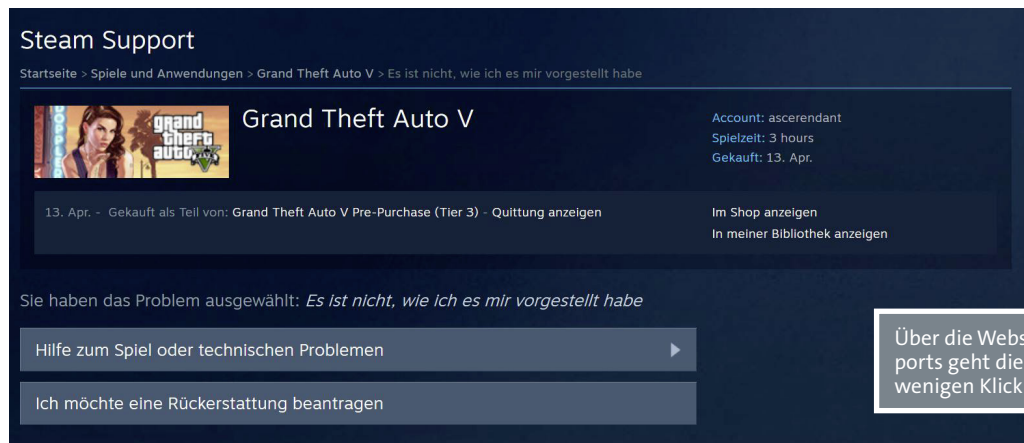 Steam Support
Startseite > Spiele und Anwendungen > Grand Theft Auto V > Es ist nicht, wie ich es mir vorgestellt habe
grand
theft
auto
Grand Theft Auto V
Account: ascerendant
Spielzeit: 3 hours
Gekauft: 13. Apr.
13. Apr. - Gekauft als Teil von: Grand Theft Auto V Pre-Purchase (Tier 3) - Quittung anzeigen
Im Shop anzeigen
In meiner Bibliothek anzeigen
Sie haben das Problem ausgewählt: Es ist nicht, wie ich es mir vorgestellt habe
Hilfe zum Spiel oder technischen Problemen
Ich möchte eine Rückerstattung beantragen
Über die Webs
ports geht die
wenigen Klick